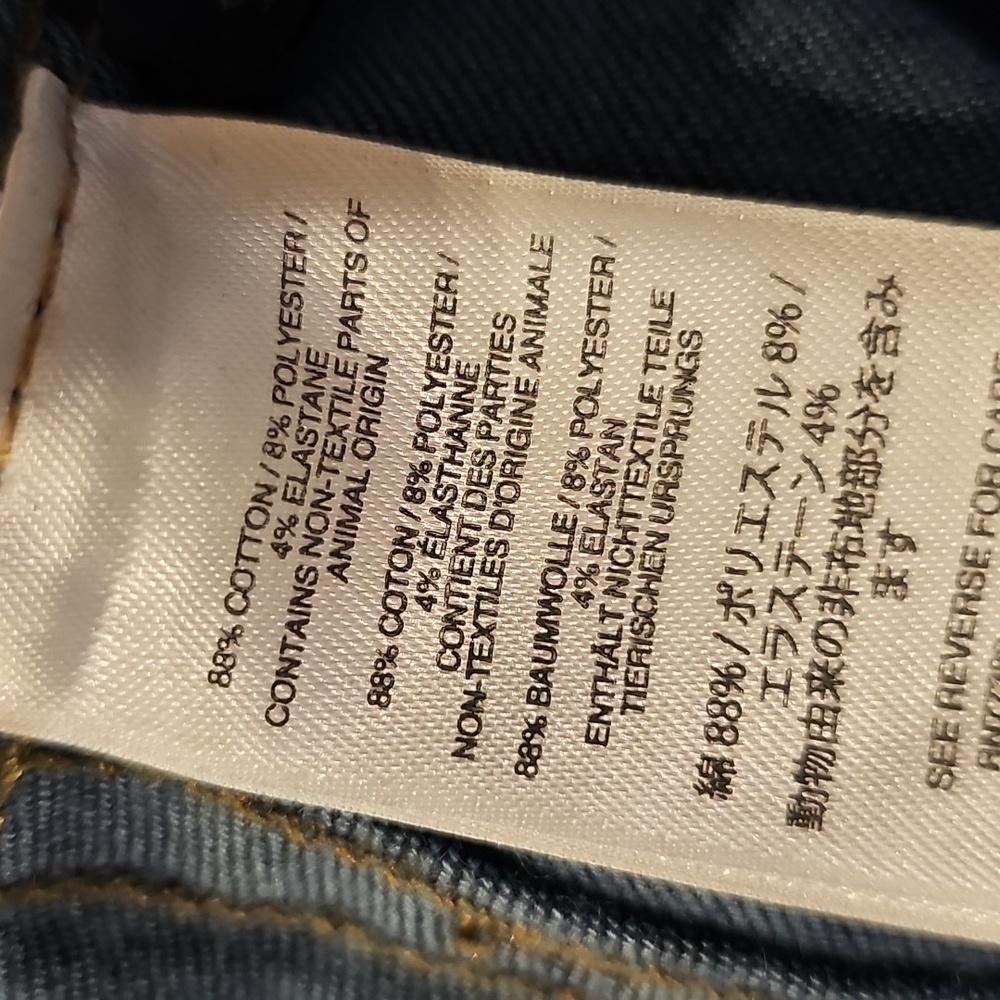 88% COTTON / 8% POLYESTER /
4% ELASTANE
CONTAINS NON-TEXTILE PARTS OF
ANIMAL ORIGIN
88% COTON / 8% POLYESTER /
4% ÉLASTHANNE
CONTIENT DES PARTIES
NON-TEXTILES D'ORIGINE ANIMALE
88% BAUMWOLLE / 8% POLYESTER /
4% ELASTAN
ENTHÄLT NICHTTEXTILE TEILE
TIERISCHEN URSPRUNGS
綿 88% / ポリエステル 8% /
エラステーン 4%
動物由来の非布地部分を含み
ます
SEE REVERSE FOR CARE